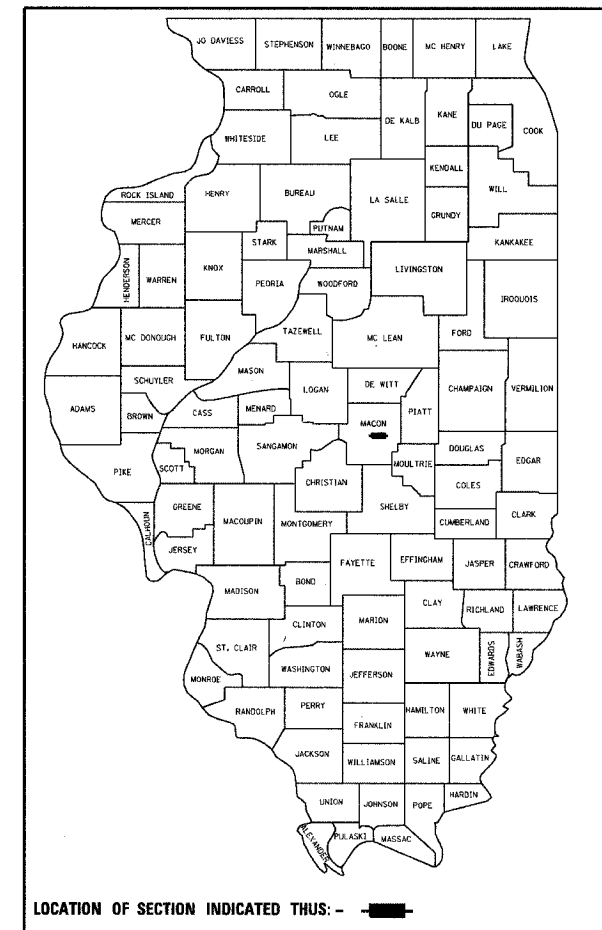 JO DAVIESS STEPHENSON WINNEBAGO BOONE MC HENRY LAKE
CARROLL OGLE DE KALB KANE DU PAGE COOK
WHITESIDE LEE KENDALL WILL
ROCK ISLAND HENRY BUREAU LA SALLE GRUNDY
MERCER PUTNAM KANKAKEE
STARK MARSHALL LIVINGSTON
HENDERSON WARREN KNOX PEORIA WOODFORD IROQUOIS
HANCOCK MC DONOUGH FULTON TAZEWELL MC LEAN FORD
SCHUYLER MASON LOGAN DE WITT CHAMPAIGN VERMILION
ADAMS BROWN CASS MENARD MACON PIATT
PIKE SCOTT MORGAN SANGAMON MOULTRIE DOUGLAS EDGAR
CHRISTIAN COLES
CALHOUN GREENE MACOUPIN MONTGOMERY SHELBY CUMBERLAND CLARK
JERSEY FAYETTE EFFINGHAM JASPER CRAWFORD
MADISON BOND CLAY RICHLAND LAWRENCE
CLINTON MARION
ST. CLAIR WAYNE EDWARDS WABASH
MONROE WASHINGTON JEFFERSON
RANDOLPH PERRY FRANKLIN HAMILTON WHITE
JACKSON WILLIAMSON SALINE GALLATIN
UNION JOHNSON POPE HARDIN
ALEXANDER PULASKI MASSAC
LOCATION OF SECTION INDICATED THUS: -